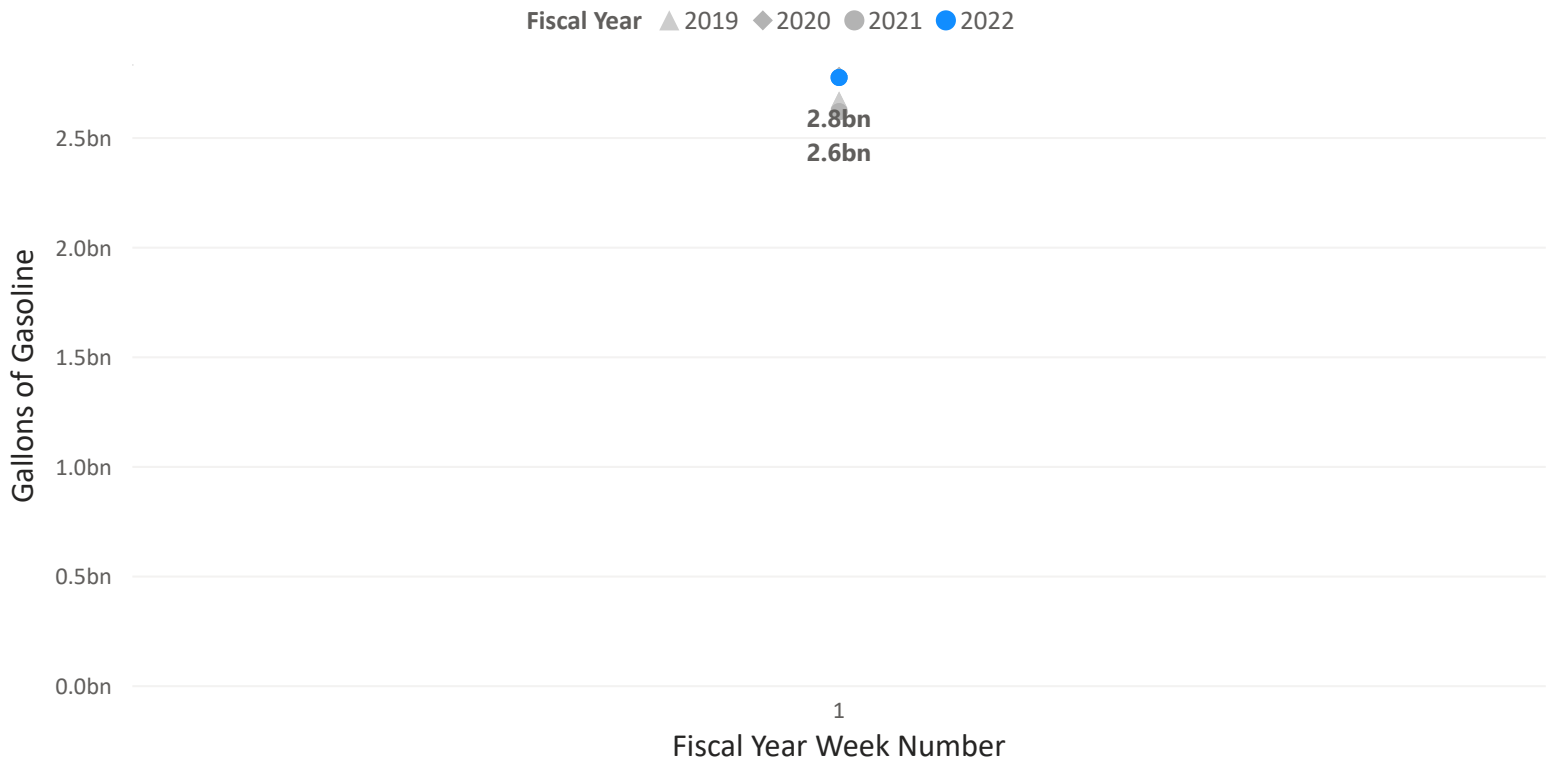 Fiscal Year 2019 2020 2021 2022
2.8bn
2.6bn
2.5bn
2.0bn
1.5bn
1.0bn
0.5bn
0.0bn
Gallons of Gasoline
1
Fiscal Year Week Number